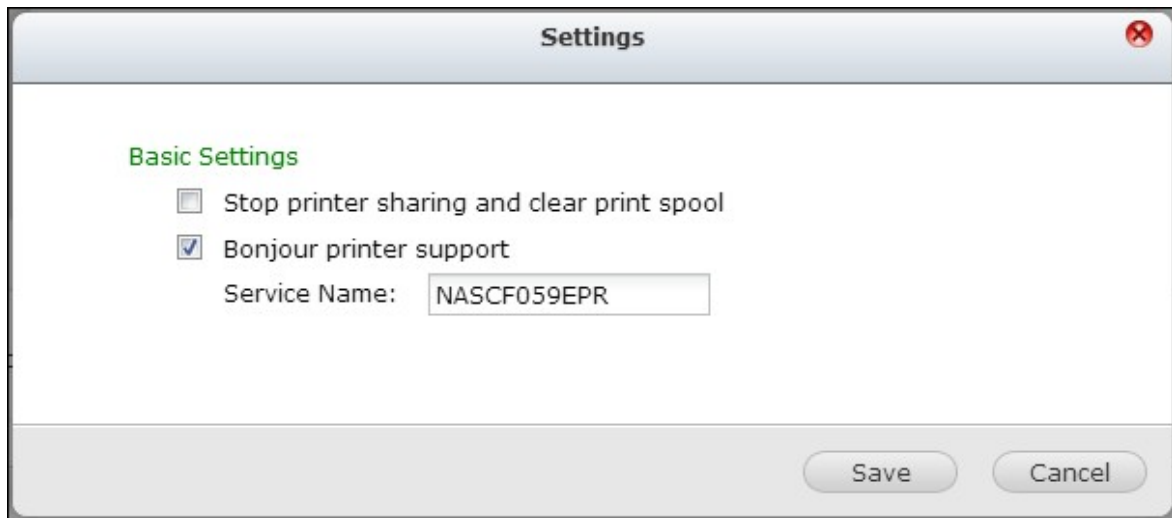 Settings
Basic Settings
Stop printer sharing and clear print spool
Bonjour printer support
Service Name: NASCF059EPR
Save Cancel